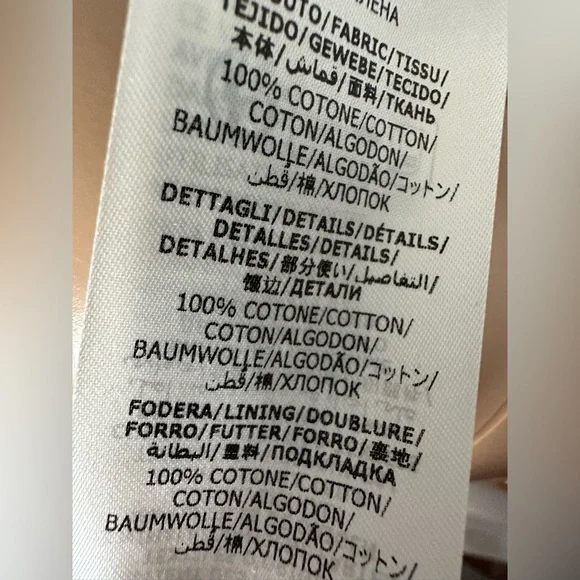 ЛЕНА
SUTO/FABRIC/TISSU/
TEJIDO/GEWEBE/TECIDO/
本体/قماش/面料/ТКАНЬ
100% COTONE/COTTON/
COTON/ALGODON/
BAUMWOLLE/ALGODÃO/コットン/
قطن/棉/ХЛОПОК
DETTAGLI/DETAILS/DÉTAILS/
DETALLES/DETAILS/
DETALHES/部分使い/التفاصيل/
镶边/ДЕТАЛИ
100% COTONE/COTTON/
COTON/ALGODON/
BAUMWOLLE/ALGODÃO/コットン/
قطن/棉/ХЛОПОК
FODERA/LINING/DOUBLURE/
FORRO/FUTTER/FORRO/裏地/
البطانة/里料/ПОДКЛАДКА
100% COTONE/COTTON/
COTON/ALGODON/
BAUMWOLLE/ALGODÃO/コットン/
قطن/棉/ХЛОПОК